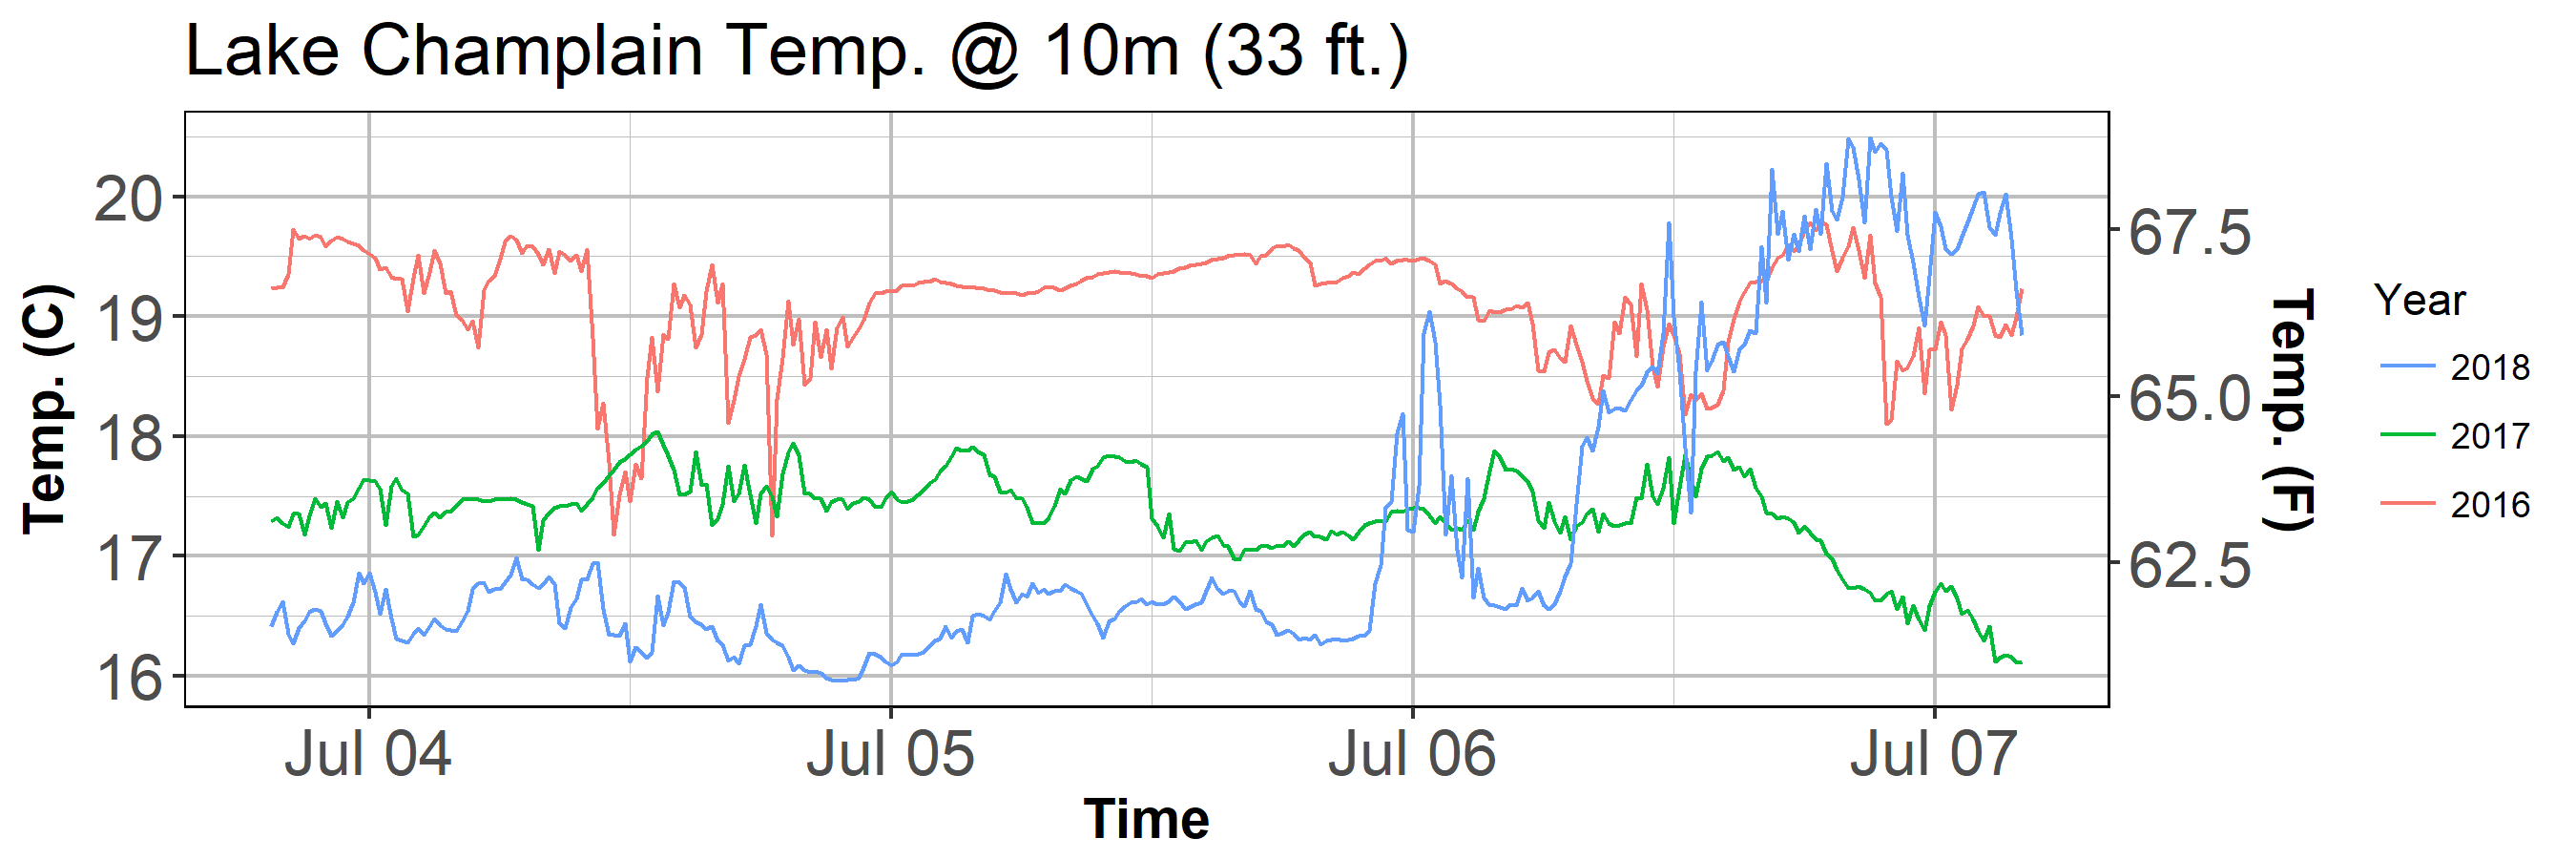 Lake Champlain Temp. @ 10m (33 ft.)
Temp. (C)
20
19
18
17
16
67.5
65.0
62.5
Temp. (F)
Jul 04
Jul 05
Jul 06
Jul 07
Time
Year
2018
2017
2016